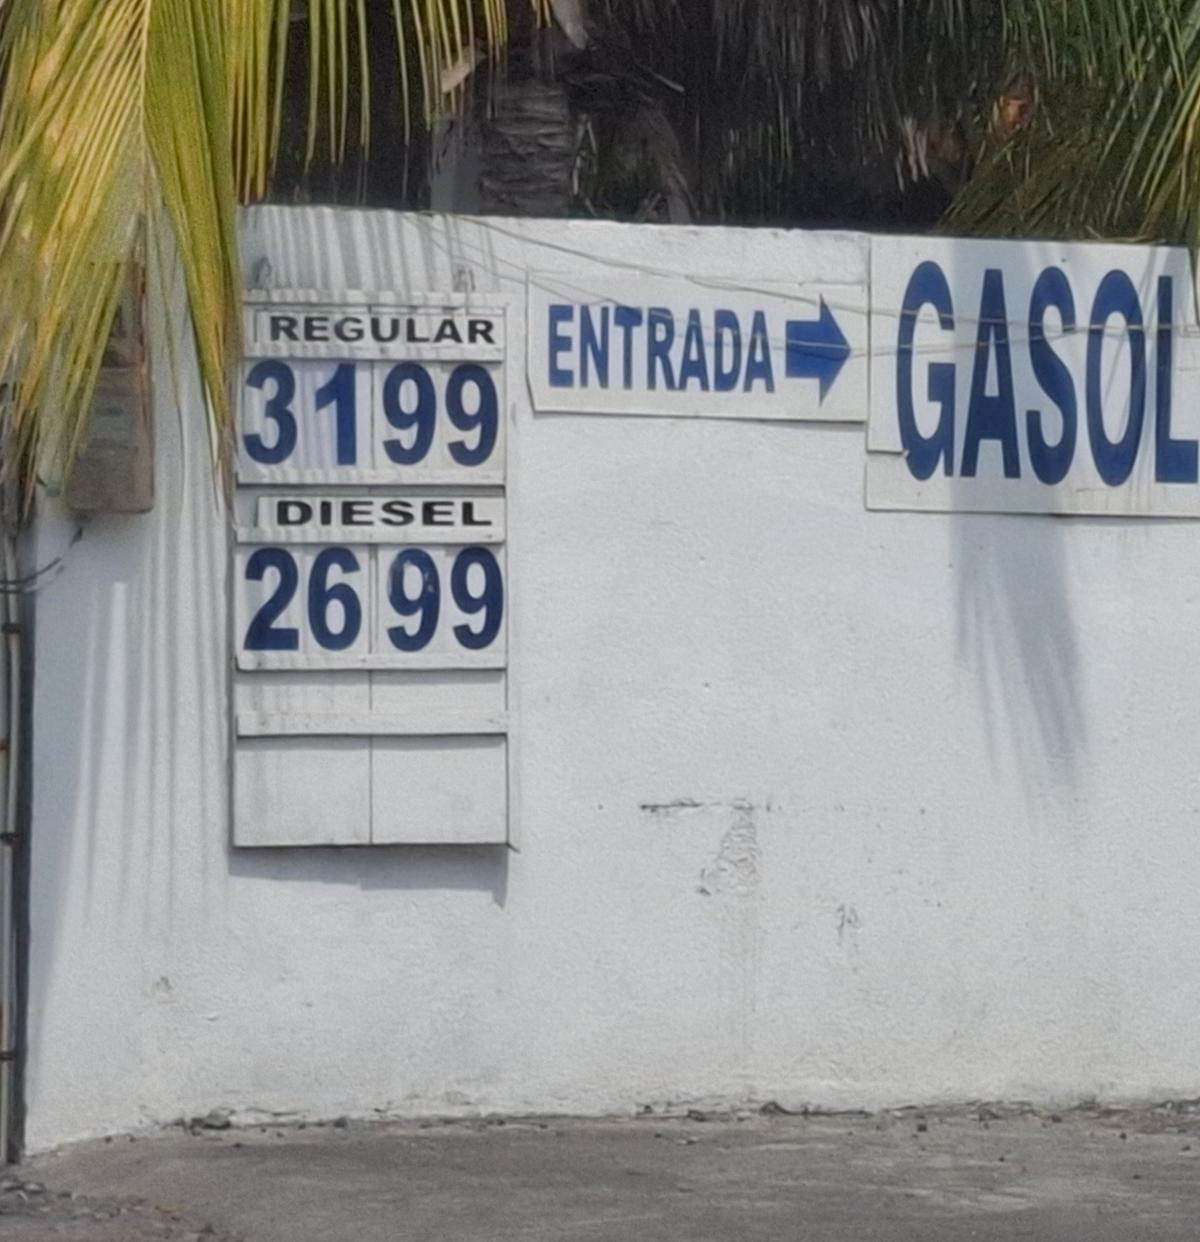 REGULAR
3199
DIESEL
2699
ENTRADA
GASOL